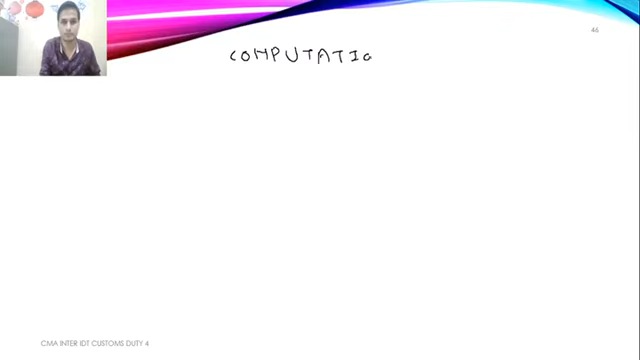 46
COMPUTATIO
CMA INTER IDT CUSTOMS DUTY 4